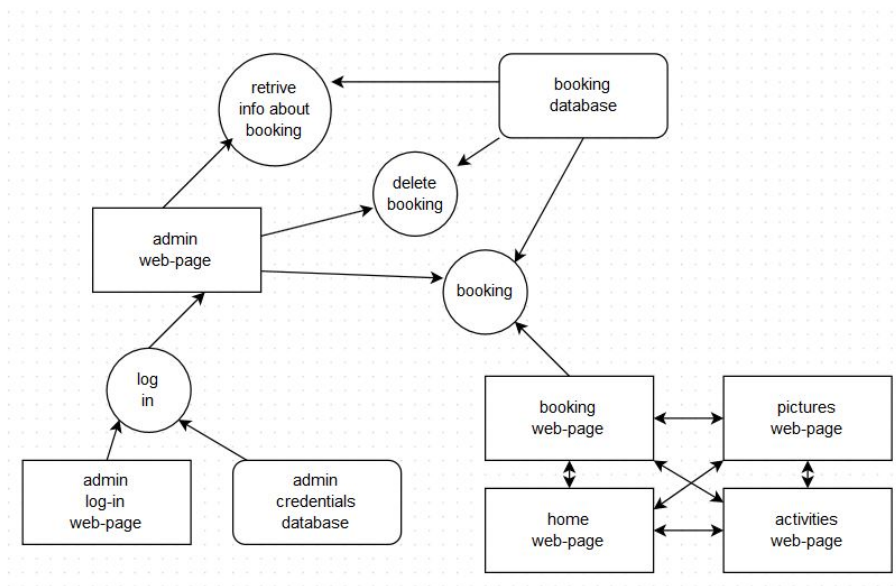 retrive
info about
booking
booking
database
delete
booking
admin
web-page
booking
log
in
booking
web-page
pictures
web-page
admin
log-in
web-page
admin
credentials
database
home
web-page
activities
web-page